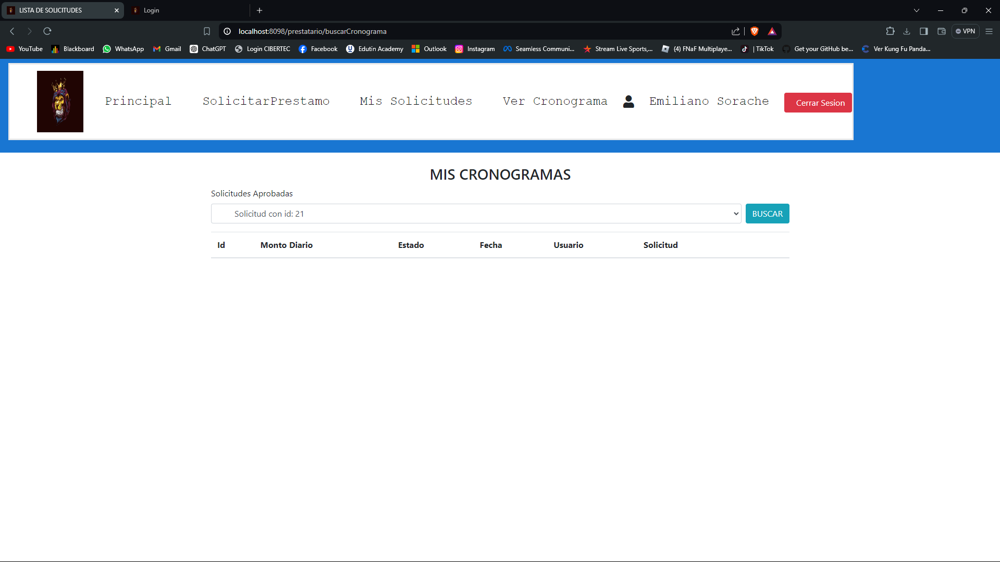 LISTA DE SOLICITUDES
Login
localhost:8098/prestatario/buscarCronograma
VPN
YouTube
Blackboard
WhatsApp
Gmail
ChatGPT
Login CIBERTEC
Facebook
Edutin Academy
Outlook
Instagram
Seamless Communi...
Stream Live Sports,...
(4) FNaF Multiplaye...
| TikTok
Get your GitHub be...
Ver Kung Fu Panda...
Principal
SolicitarPrestamo
Mis Solicitudes
Ver Cronograma
Emiliano Sorache
Cerrar Sesion
MIS CRONOGRAMAS
Solicitudes Aprobadas
Solicitud con id: 21
BUSCAR
Id Monto Diario Estado Fecha Usuario Solicitud